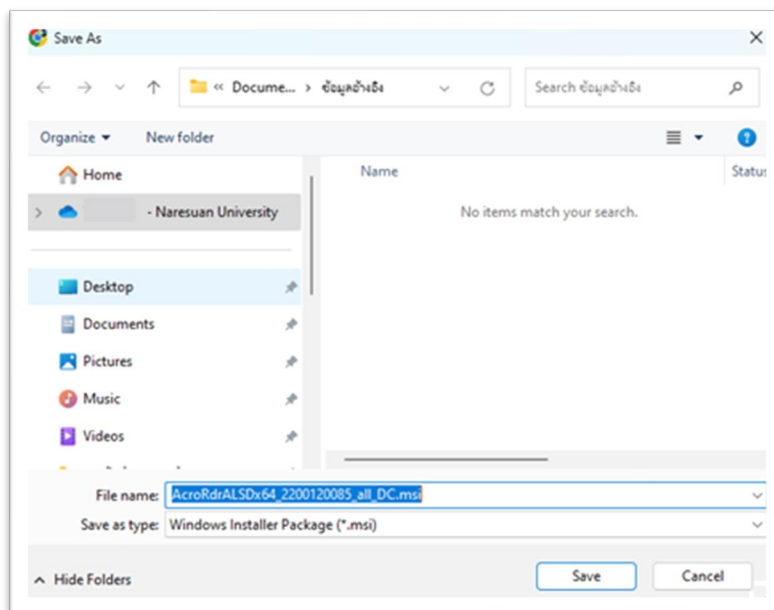 Save As
« Docume... › ข้อมูลอ้างอิง
Search ข้อมูลอ้างอิง
Organize New folder
Home
- Naresuan University
Desktop
Documents
Pictures
Music
Videos
Name Status
No items match your search.
File name: AcroRdrALSDx64_2200120085_all_DC.msi
Save as type: Windows Installer Package (*.msi)
Hide Folders
Save Cancel